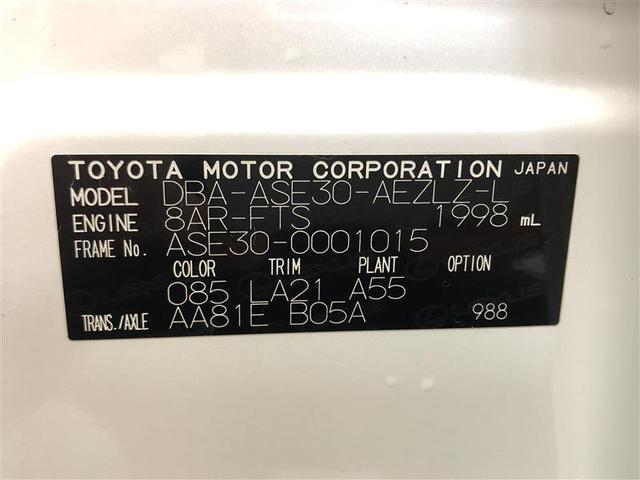 TOYOTA MOTOR CORPORATION JAPAN
MODEL DBA-ASE30-AEZLZ-L
ENGINE 8AR-FTS 1998 mL
FRAME No. ASE30-0001015
COLOR TRIM PLANT OPTION
085 LA21 A55
TRANS./AXLE AA81E B05A 988